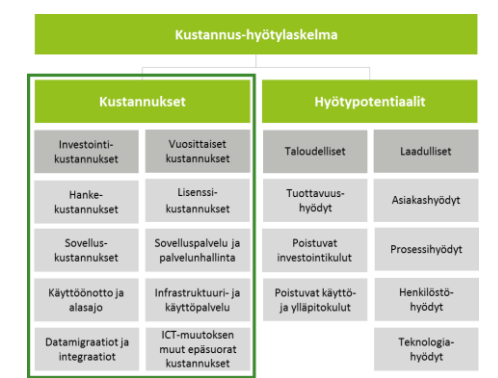 Kustannus-hyötylaskelma
Kustannukset
Hyötypotentiaalit
Investointi-
kustannukset
Vuosittaiset
kustannukset
Taloudelliset
Laadulliset
Hanke-
kustannukset
Lisenssi-
kustannukset
Tuottavuus-
hyödyt
Asiakashyödyt
Sovellus-
kustannukset
Sovelluspalvelu ja
palvelunhallinta
Poistuvat
investointikulut
Prosessihyödyt
Käyttöönotto ja
alasajo
Infrastruktuuri- ja
käyttöpalvelu
Poistuvat käyttö-
ja ylläpitokulut
Henkilöstö-
hyödyt
Datamigraatiot ja
integraatiot
ICT-muutoksen
muut epäsuorat
kustannukset
Teknologia-
hyödyt